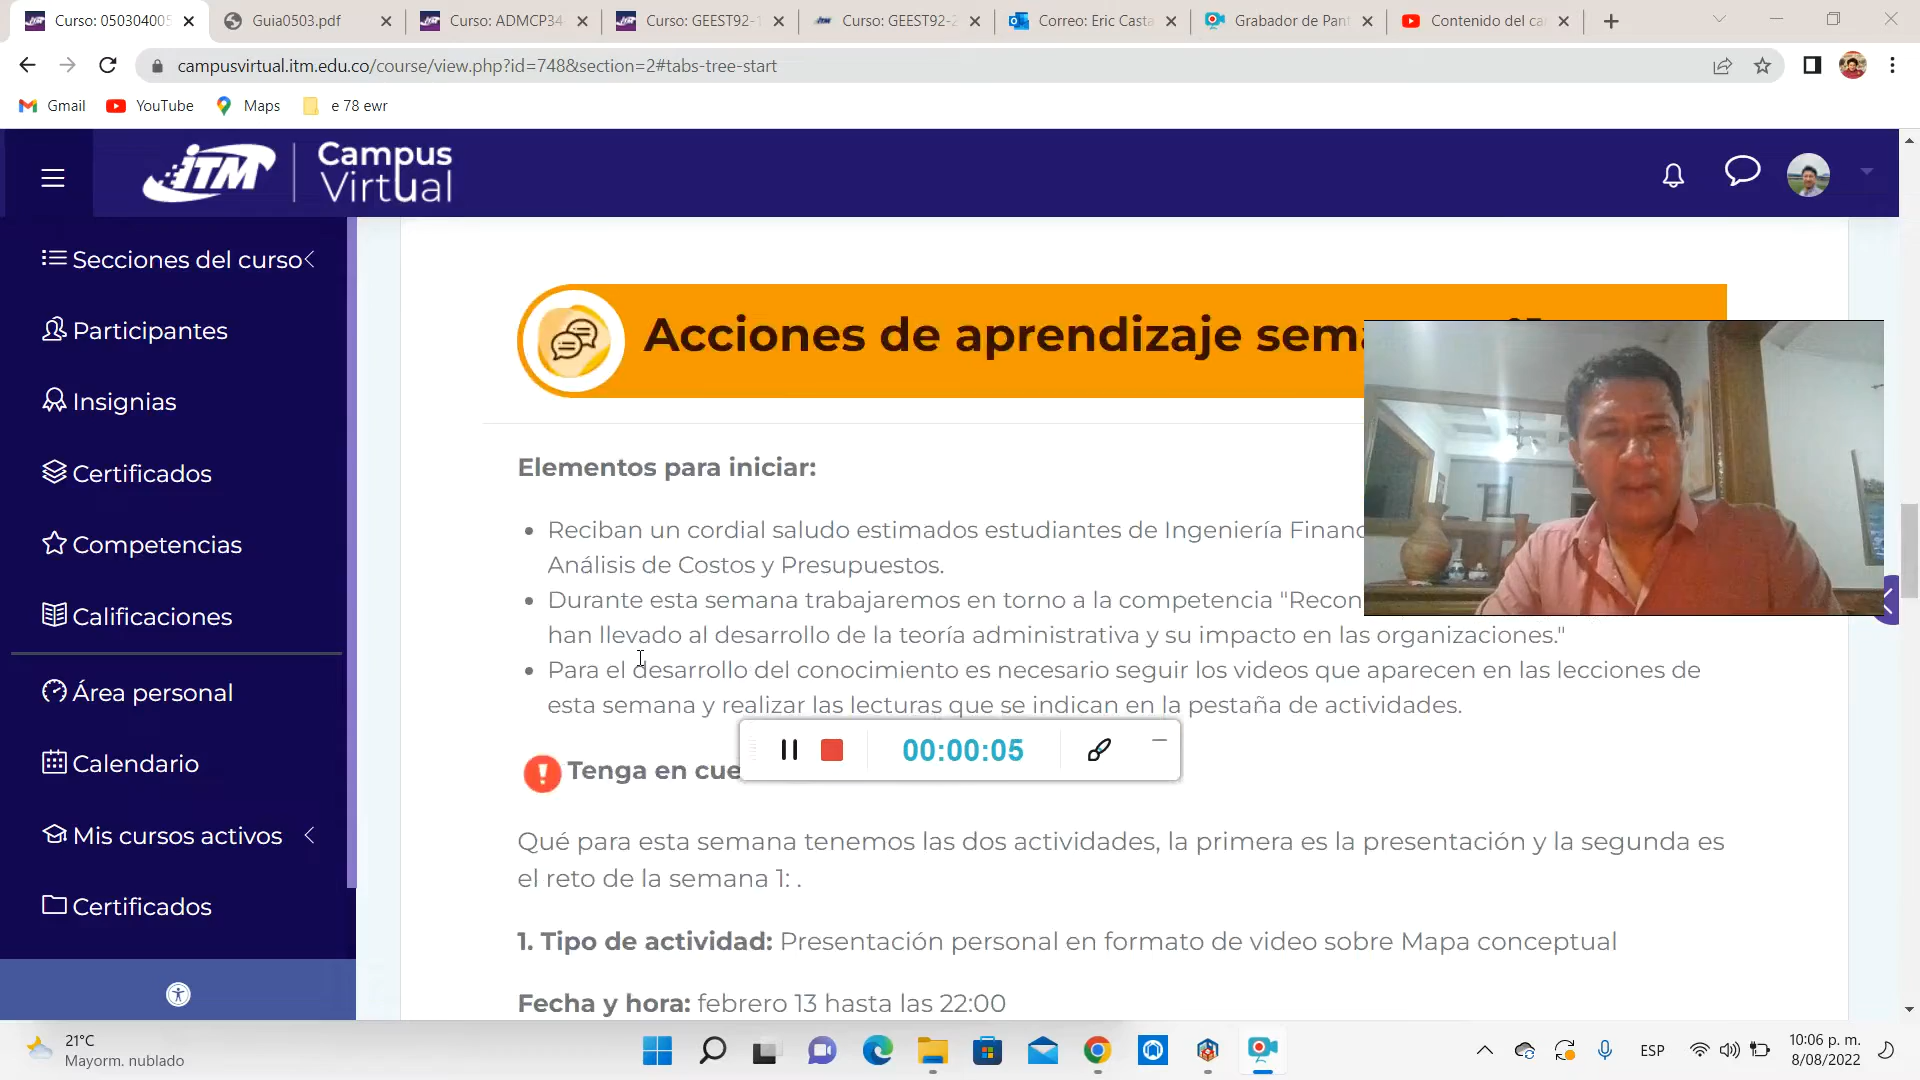 Curso: 050304005
Guia0503.pdf
Curso: ADMCP34
Curso: GEEST92-1
Curso: GEEST92-2
Correo: Eric Casta
Grabador de Pant
Contenido del ca
campusvirtual.itm.edu.co/course/view.php?id=748&section=2#tabs-tree-start
Gmail
YouTube
Maps
e 78 ewr
iTM
Campus
Virtual
Secciones del curso
Participantes
Insignias
Certificados
Competencias
Calificaciones
Área personal
Calendario
Mis cursos activos
Certificados
Acciones de aprendizaje sema
Elementos para iniciar:
Reciban un cordial saludo estimados estudiantes de Ingeniería Financ
Análisis de Costos y Presupuestos.
Durante esta semana trabajaremos en torno a la competencia "Recon
han llevado al desarrollo de la teoría administrativa y su impacto en las organizaciones."
Para el desarrollo del conocimiento es necesario seguir los videos que aparecen en las lecciones de
esta semana y realizar las lecturas que se indican en la pestaña de actividades.
00:00:05
Tenga en cue
Qué para esta semana tenemos las dos actividades, la primera es la presentación y la segunda es
el reto de la semana 1: .
1. Tipo de actividad: Presentación personal en formato de video sobre Mapa conceptual
Fecha y hora: febrero 13 hasta las 22:00
21°C
Mayorm. nublado
ESP
10:06 p. m.
8/08/2022